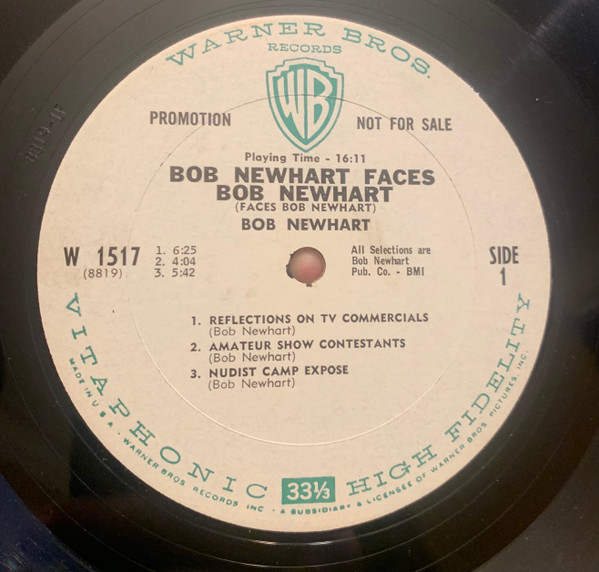 WARNER BROS.
RECORDS
WB
PROMOTION
NOT FOR SALE
Playing Time - 16:11
BOB NEWHART FACES
BOB NEWHART
(FACES BOB NEWHART)
BOB NEWHART
W 1517
(8819)
1. 6:25
2. 4:04
3. 5:42
All Selections are
Bob Newhart
Pub. Co. - BMI
SIDE
1
1. REFLECTIONS ON TV COMMERCIALS
(Bob Newhart)
2. AMATEUR SHOW CONTESTANTS
(Bob Newhart)
3. NUDIST CAMP EXPOSE
(Bob Newhart)
VITAPHONIC HIGH FIDELITY
33⅓
MADE IN U.S.A. · WARNER BROS. RECORDS INC. · A SUBSIDIARY & LICENSEE OF WARNER BROS. PICTURES, INC.